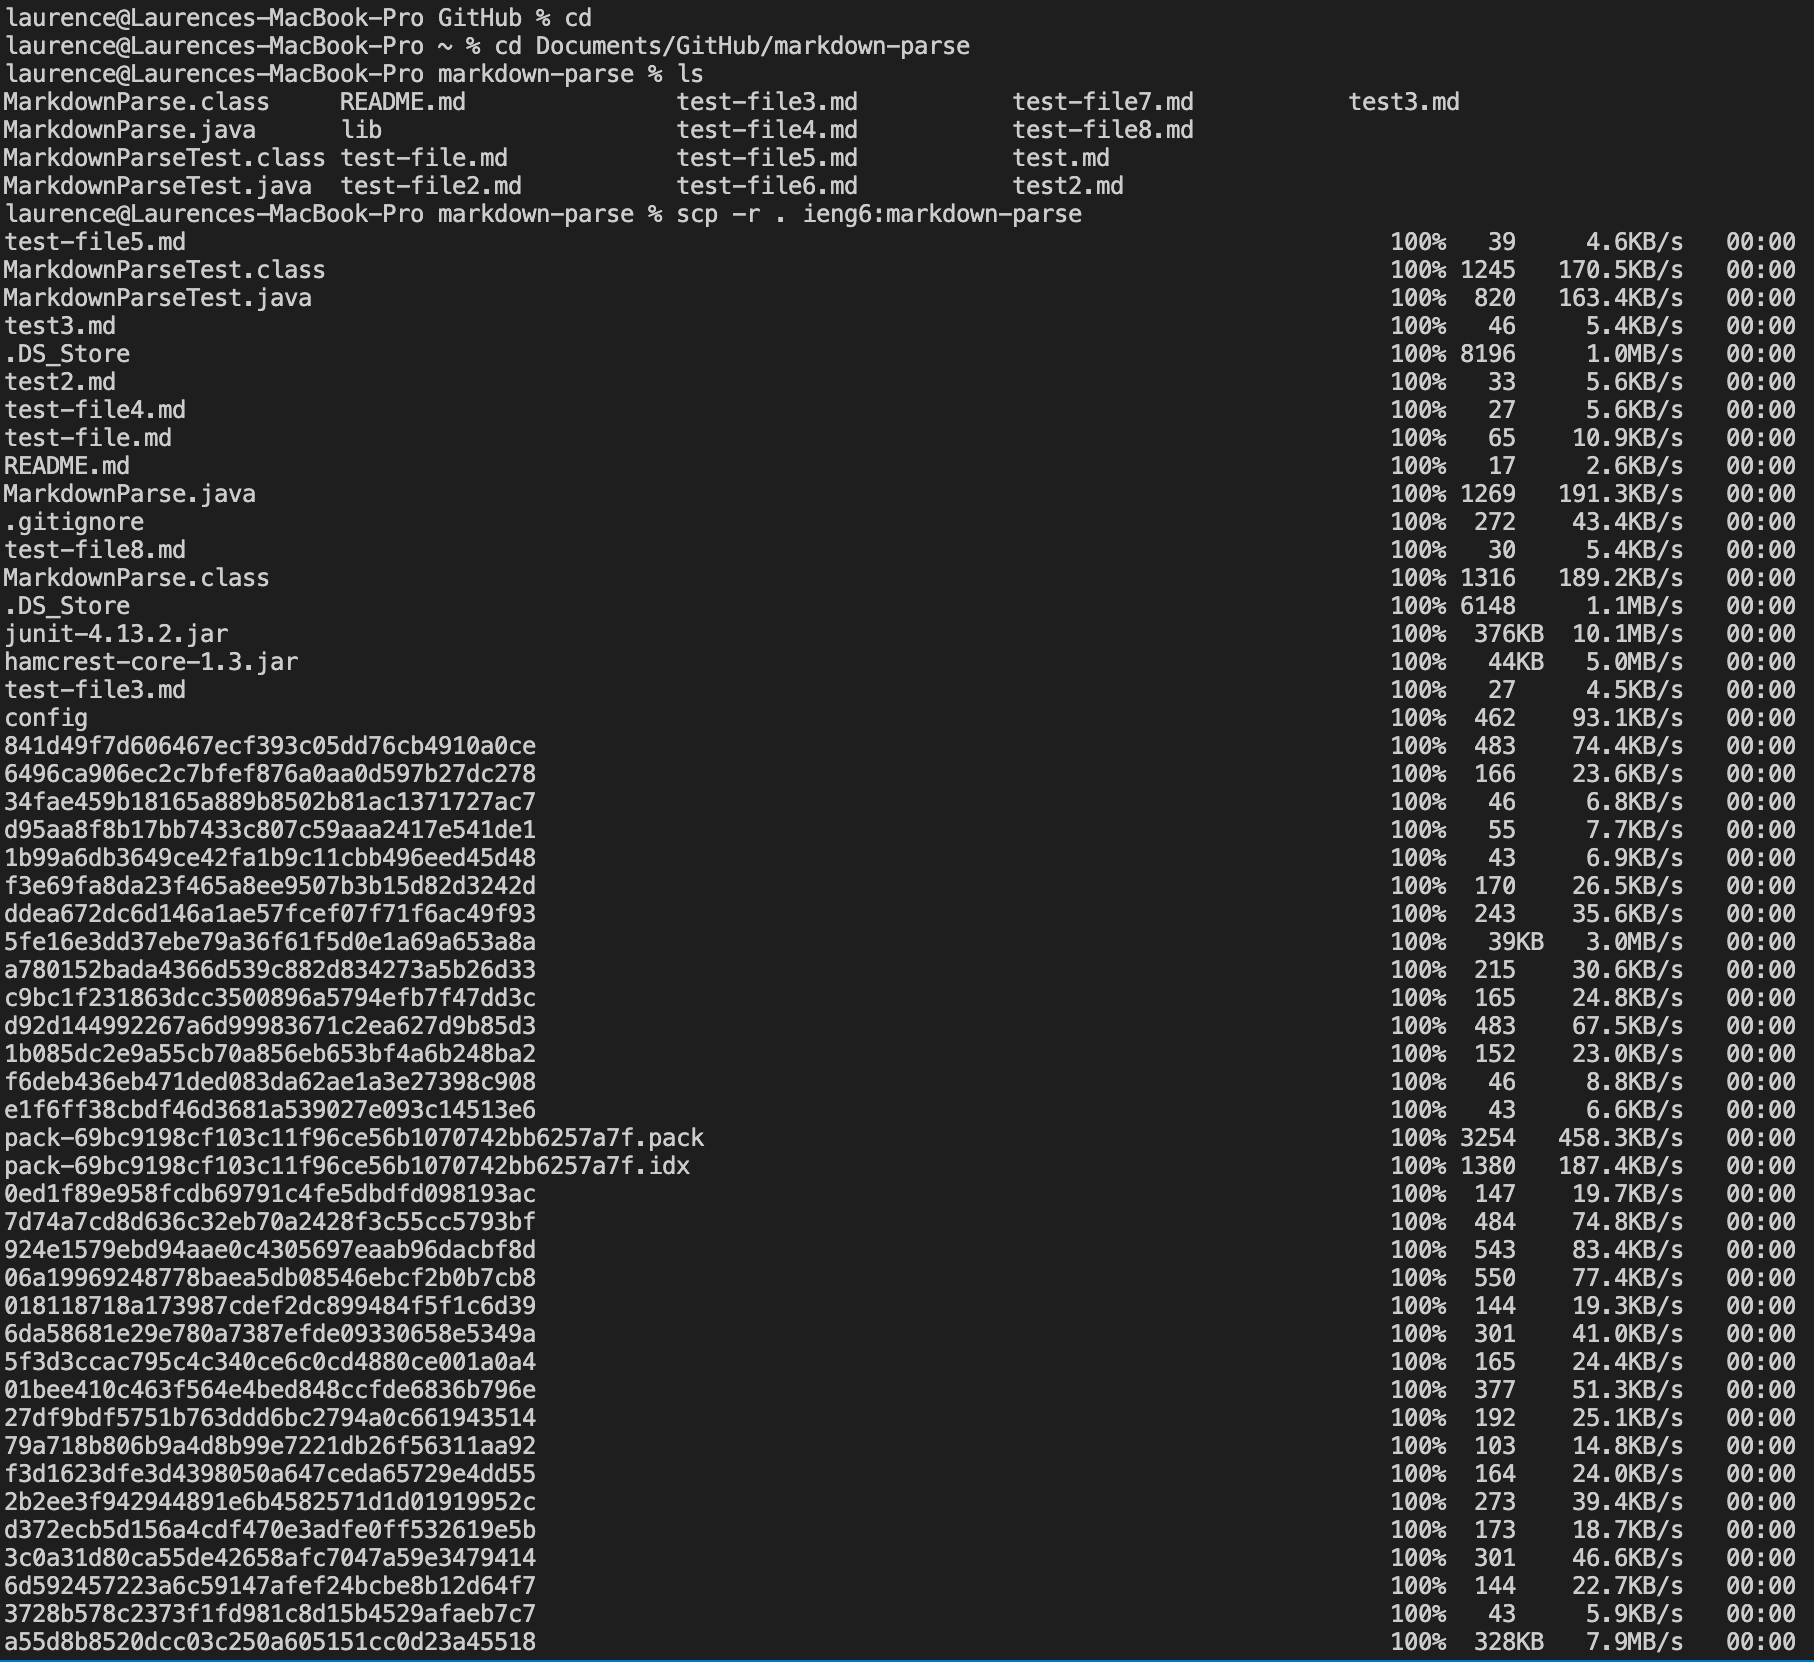 laurence@Laurences-MacBook-Pro GitHub % cd
laurence@Laurences-MacBook-Pro ~ % cd Documents/GitHub/markdown-parse
laurence@Laurences-MacBook-Pro markdown-parse % ls
MarkdownParse.class README.md test-file3.md test-file7.md test3.md
MarkdownParse.java lib test-file4.md test-file8.md
MarkdownParseTest.class test-file.md test-file5.md test.md
MarkdownParseTest.java test-file2.md test-file6.md test2.md
laurence@Laurences-MacBook-Pro markdown-parse % scp -r . ieng6:markdown-parse
test-file5.md 100% 39 4.6KB/s 00:00
MarkdownParseTest.class 100% 1245 170.5KB/s 00:00
MarkdownParseTest.java 100% 820 163.4KB/s 00:00
test3.md 100% 46 5.4KB/s 00:00
.DS_Store 100% 8196 1.0MB/s 00:00
test2.md 100% 33 5.6KB/s 00:00
test-file4.md 100% 27 5.6KB/s 00:00
test-file.md 100% 65 10.9KB/s 00:00
README.md 100% 17 2.6KB/s 00:00
MarkdownParse.java 100% 1269 191.3KB/s 00:00
.gitignore 100% 272 43.4KB/s 00:00
test-file8.md 100% 30 5.4KB/s 00:00
MarkdownParse.class 100% 1316 189.2KB/s 00:00
.DS_Store 100% 6148 1.1MB/s 00:00
junit-4.13.2.jar 100% 376KB 10.1MB/s 00:00
hamcrest-core-1.3.jar 100% 44KB 5.0MB/s 00:00
test-file3.md 100% 27 4.5KB/s 00:00
config 100% 462 93.1KB/s 00:00
841d49f7d606467ecf393c05dd76cb4910a0ce 100% 483 74.4KB/s 00:00
6496ca906ec2c7bfef876a0aa0d597b27dc278 100% 166 23.6KB/s 00:00
34fae459b18165a889b8502b81ac1371727ac7 100% 46 6.8KB/s 00:00
d95aa8f8b17bb7433c807c59aaa2417e541de1 100% 55 7.7KB/s 00:00
1b99a6db3649ce42fa1b9c11cbb496eed45d48 100% 43 6.9KB/s 00:00
f3e69fa8da23f465a8ee9507b3b15d82d3242d 100% 170 26.5KB/s 00:00
ddea672dc6d146a1ae57fcef07f71f6ac49f93 100% 243 35.6KB/s 00:00
5fe16e3dd37ebe79a36f61f5d0e1a69a653a8a 100% 39KB 3.0MB/s 00:00
a780152bada4366d539c882d834273a5b26d33 100% 215 30.6KB/s 00:00
c9bc1f231863dcc3500896a5794efb7f47dd3c 100% 165 24.8KB/s 00:00
d92d144992267a6d99983671c2ea627d9b85d3 100% 483 67.5KB/s 00:00
1b085dc2e9a55cb70a856eb653bf4a6b248ba2 100% 152 23.0KB/s 00:00
f6deb436eb471ded083da62ae1a3e27398c908 100% 46 8.8KB/s 00:00
e1f6ff38cbdf46d3681a539027e093c14513e6 100% 43 6.6KB/s 00:00
pack-69bc9198cf103c11f96ce56b1070742bb6257a7f.pack 100% 3254 458.3KB/s 00:00
pack-69bc9198cf103c11f96ce56b1070742bb6257a7f.idx 100% 1380 187.4KB/s 00:00
0ed1f89e958fcdb69791c4fe5dbdfd098193ac 100% 147 19.7KB/s 00:00
7d74a7cd8d636c32eb70a2428f3c55cc5793bf 100% 484 74.8KB/s 00:00
924e1579ebd94aae0c4305697eaab96dacbf8d 100% 543 83.4KB/s 00:00
06a19969248778baea5db08546ebcf2b0b7cb8 100% 550 77.4KB/s 00:00
018118718a173987cdef2dc899484f5f1c6d39 100% 144 19.3KB/s 00:00
6da58681e29e780a7387efde09330658e5349a 100% 301 41.0KB/s 00:00
5f3d3ccac795c4c340ce6c0cd4880ce001a0a4 100% 165 24.4KB/s 00:00
01bee410c463f564e4bed848ccfde6836b796e 100% 377 51.3KB/s 00:00
27df9bdf5751b763ddd6bc2794a0c661943514 100% 192 25.1KB/s 00:00
79a718b806b9a4d8b99e7221db26f56311aa92 100% 103 14.8KB/s 00:00
f3d1623dfe3d4398050a647ceda65729e4dd55 100% 164 24.0KB/s 00:00
2b2ee3f942944891e6b4582571d1d01919952c 100% 273 39.4KB/s 00:00
d372ecb5d156a4cdf470e3adfe0ff532619e5b 100% 173 18.7KB/s 00:00
3c0a31d80ca55de42658afc7047a59e3479414 100% 301 46.6KB/s 00:00
6d592457223a6c59147afef24bcbe8b12d64f7 100% 144 22.7KB/s 00:00
3728b578c2373f1fd981c8d15b4529afaeb7c7 100% 43 5.9KB/s 00:00
a55d8b8520dcc03c250a605151cc0d23a45518 100% 328KB 7.9MB/s 00:00